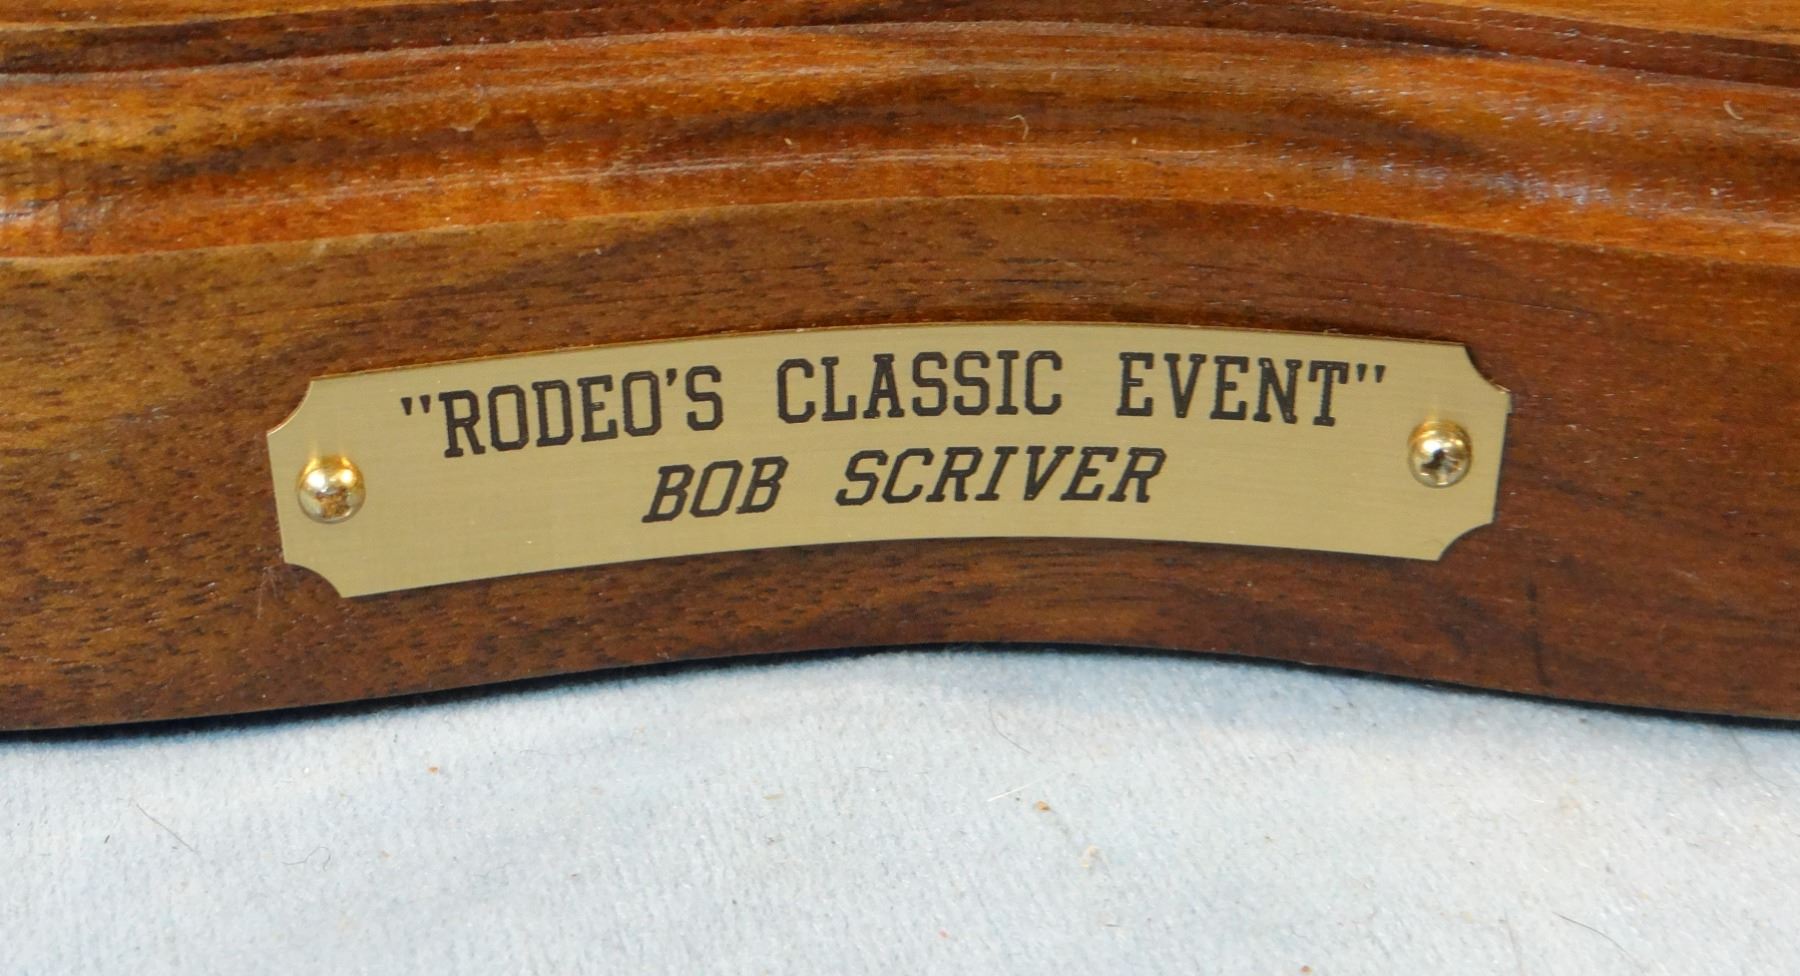 "RODEO'S CLASSIC EVENT"
BOB SCRIVER